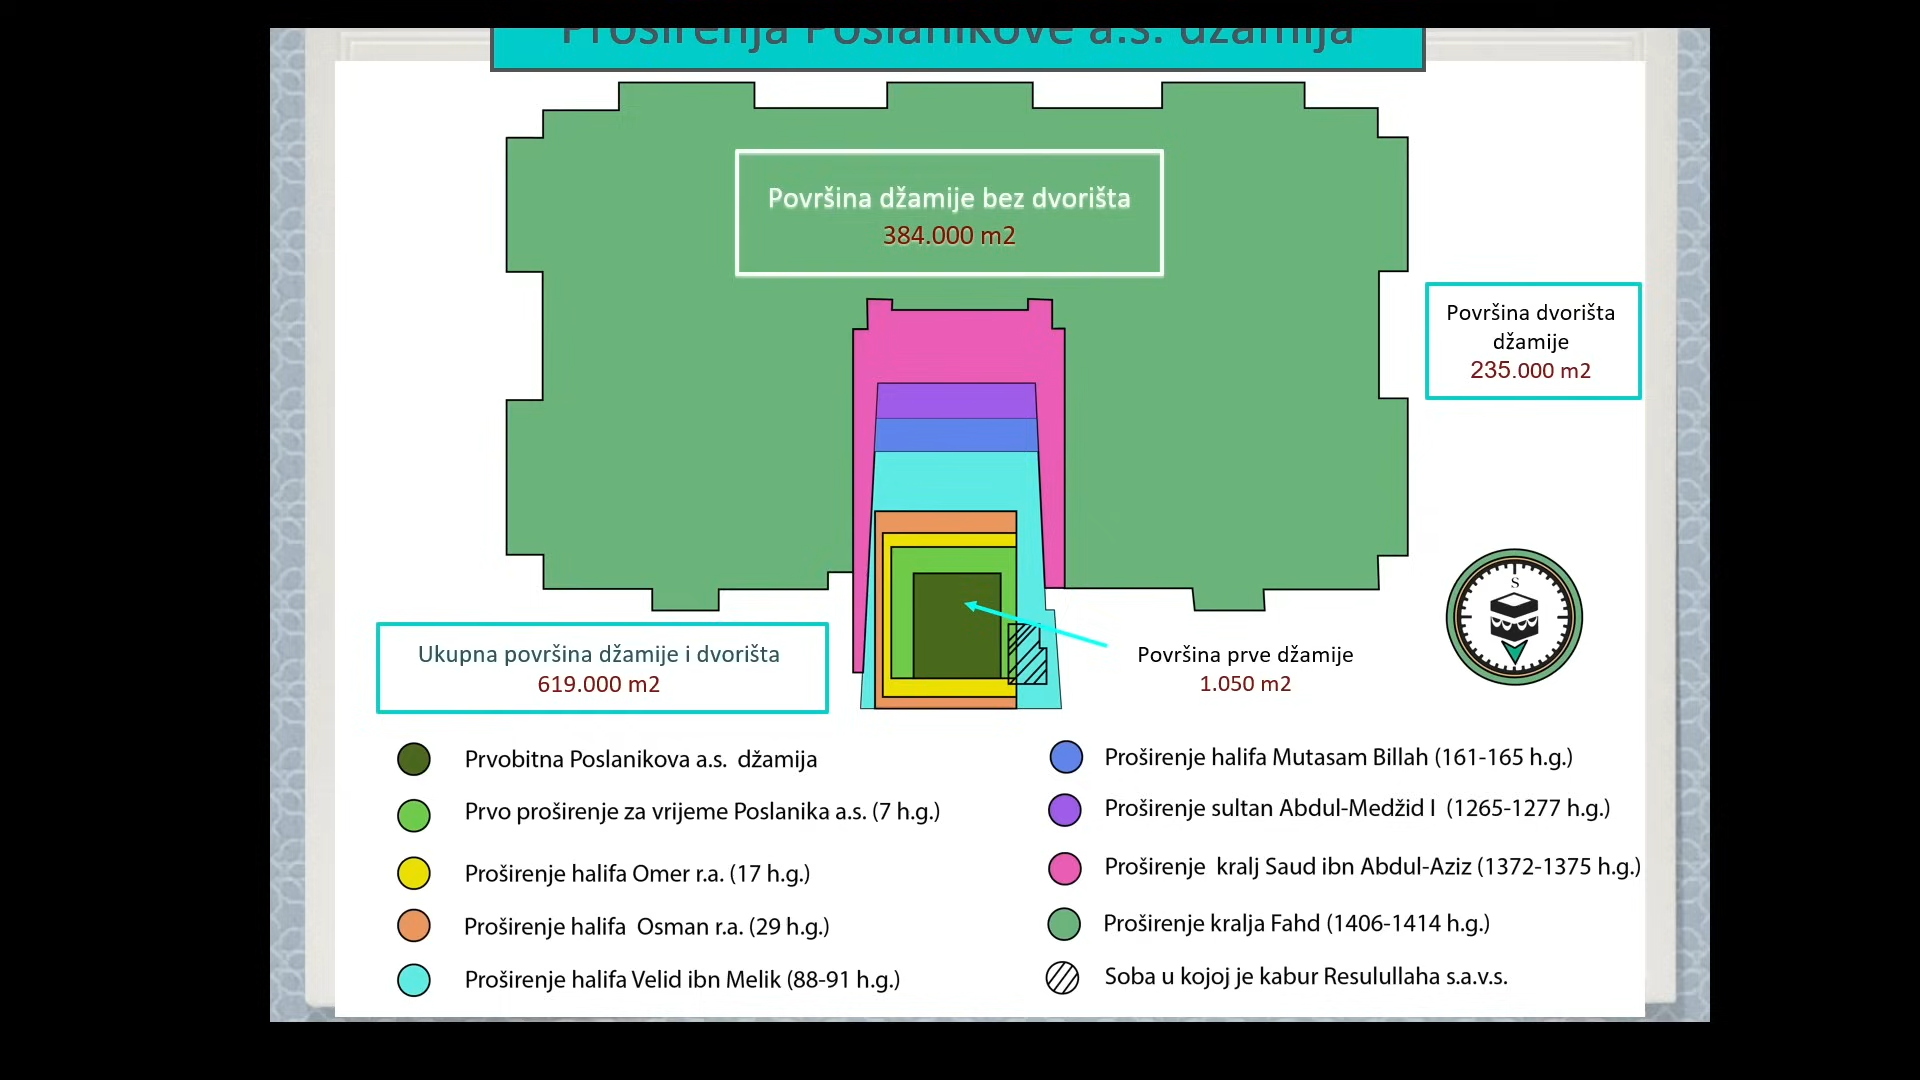 Proširenja Poslanikove a.s. džamija
Površina džamije bez dvorišta
384.000 m2
Površina dvorišta
džamije
235.000 m2
S
Ukupna površina džamije i dvorišta
619.000 m2
Površina prve džamije
1.050 m2
Prvobitna Poslanikova a.s. džamija
Prvo proširenje za vrijeme Poslanika a.s. (7 h.g.)
Proširenje halifa Omer r.a. (17 h.g.)
Proširenje halifa Osman r.a. (29 h.g.)
Proširenje halifa Velid ibn Melik (88-91 h.g.)
Proširenje halifa Mutasam Billah (161-165 h.g.)
Proširenje sultan Abdul-Medžid I (1265-1277 h.g.)
Proširenje kralj Saud ibn Abdul-Aziz (1372-1375 h.g.)
Proširenje kralja Fahd (1406-1414 h.g.)
Soba u kojoj je kabur Resulullaha s.a.v.s.